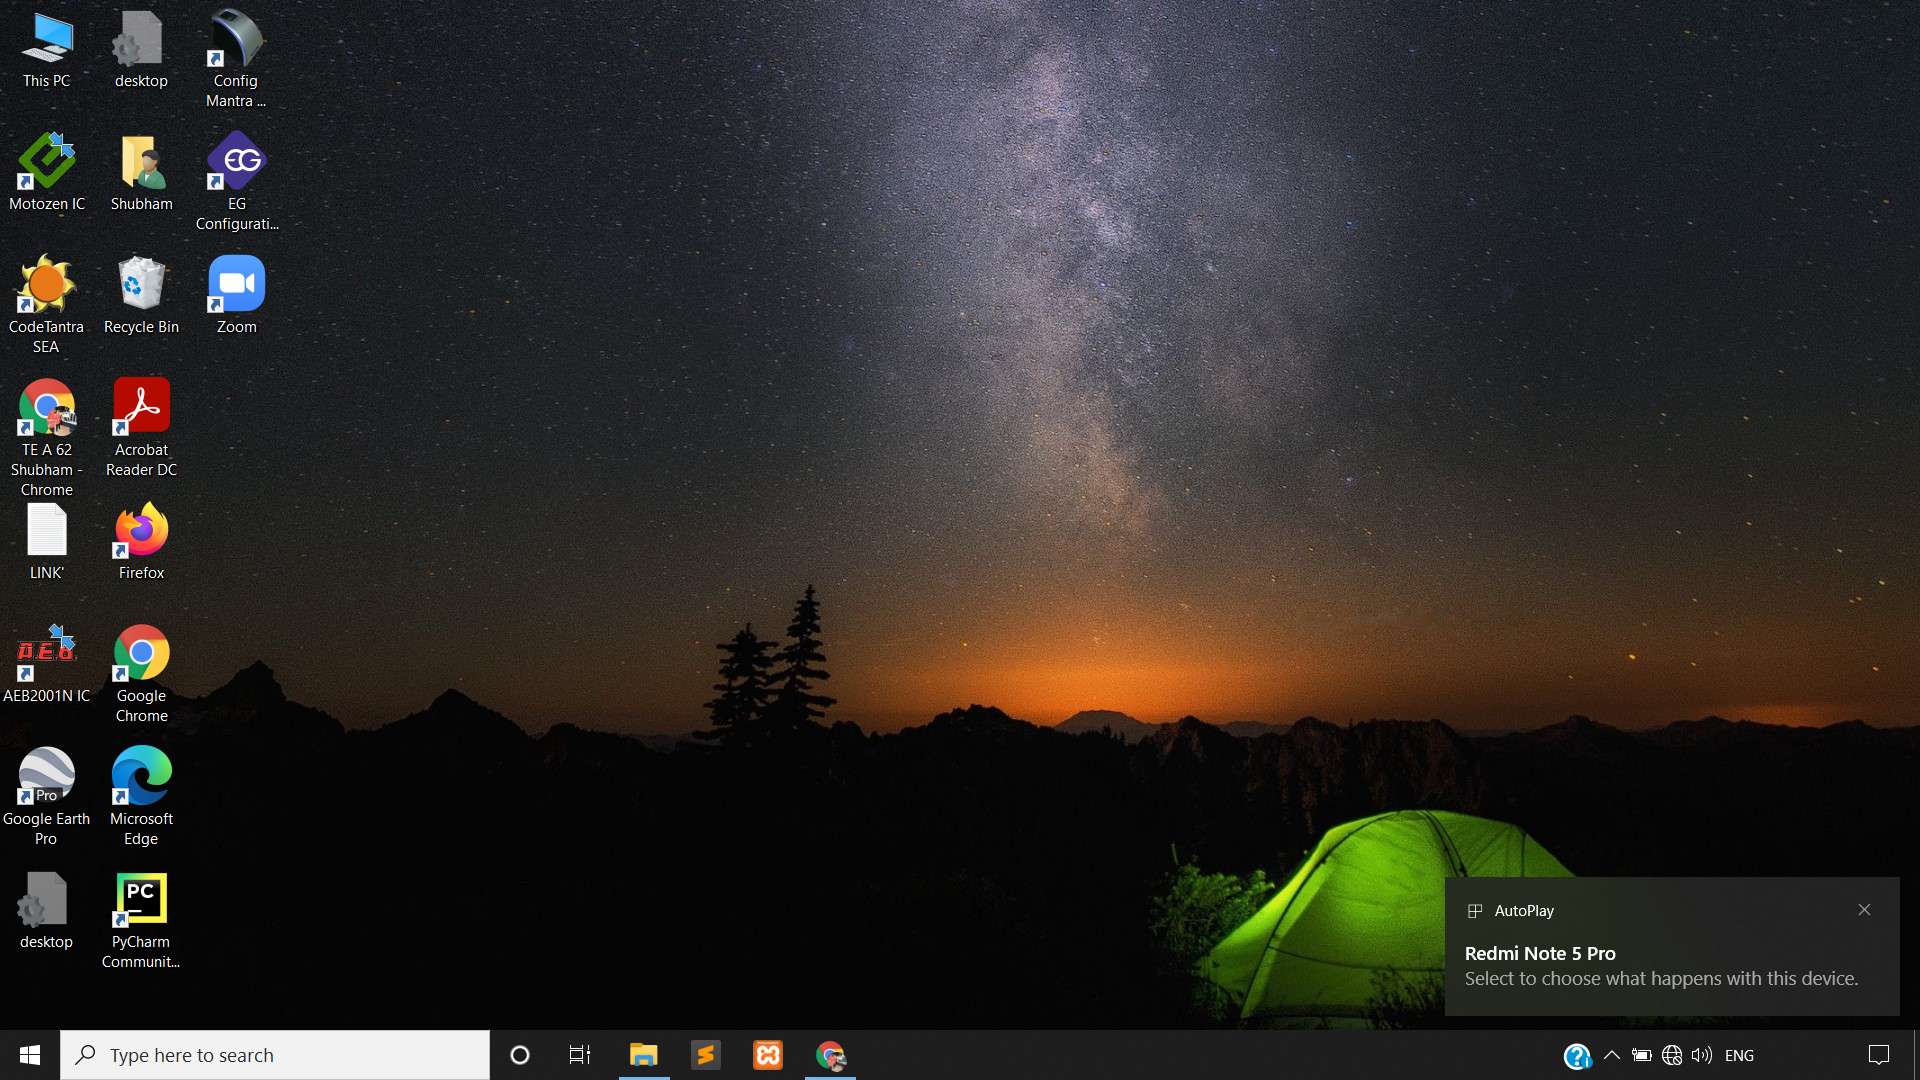 This PC
desktop
Config
Mantra ...
Motozen IC
Shubham
EG
EG
Configurati...
CodeTantra
SEA
Recycle Bin
Zoom
TE A 62
Shubham -
Chrome
Acrobat
Reader DC
LINK'
Firefox
AEB
AEB2001N IC
Google
Chrome
Pro
Google Earth
Pro
Microsoft
Edge
desktop
PC
PyCharm
Communit...
AutoPlay
Redmi Note 5 Pro
Select to choose what happens with this device.
Type here to search
ENG